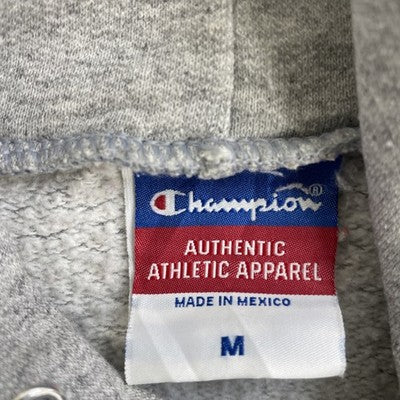 Champion®
AUTHENTIC
ATHLETIC APPAREL
MADE IN MEXICO
M